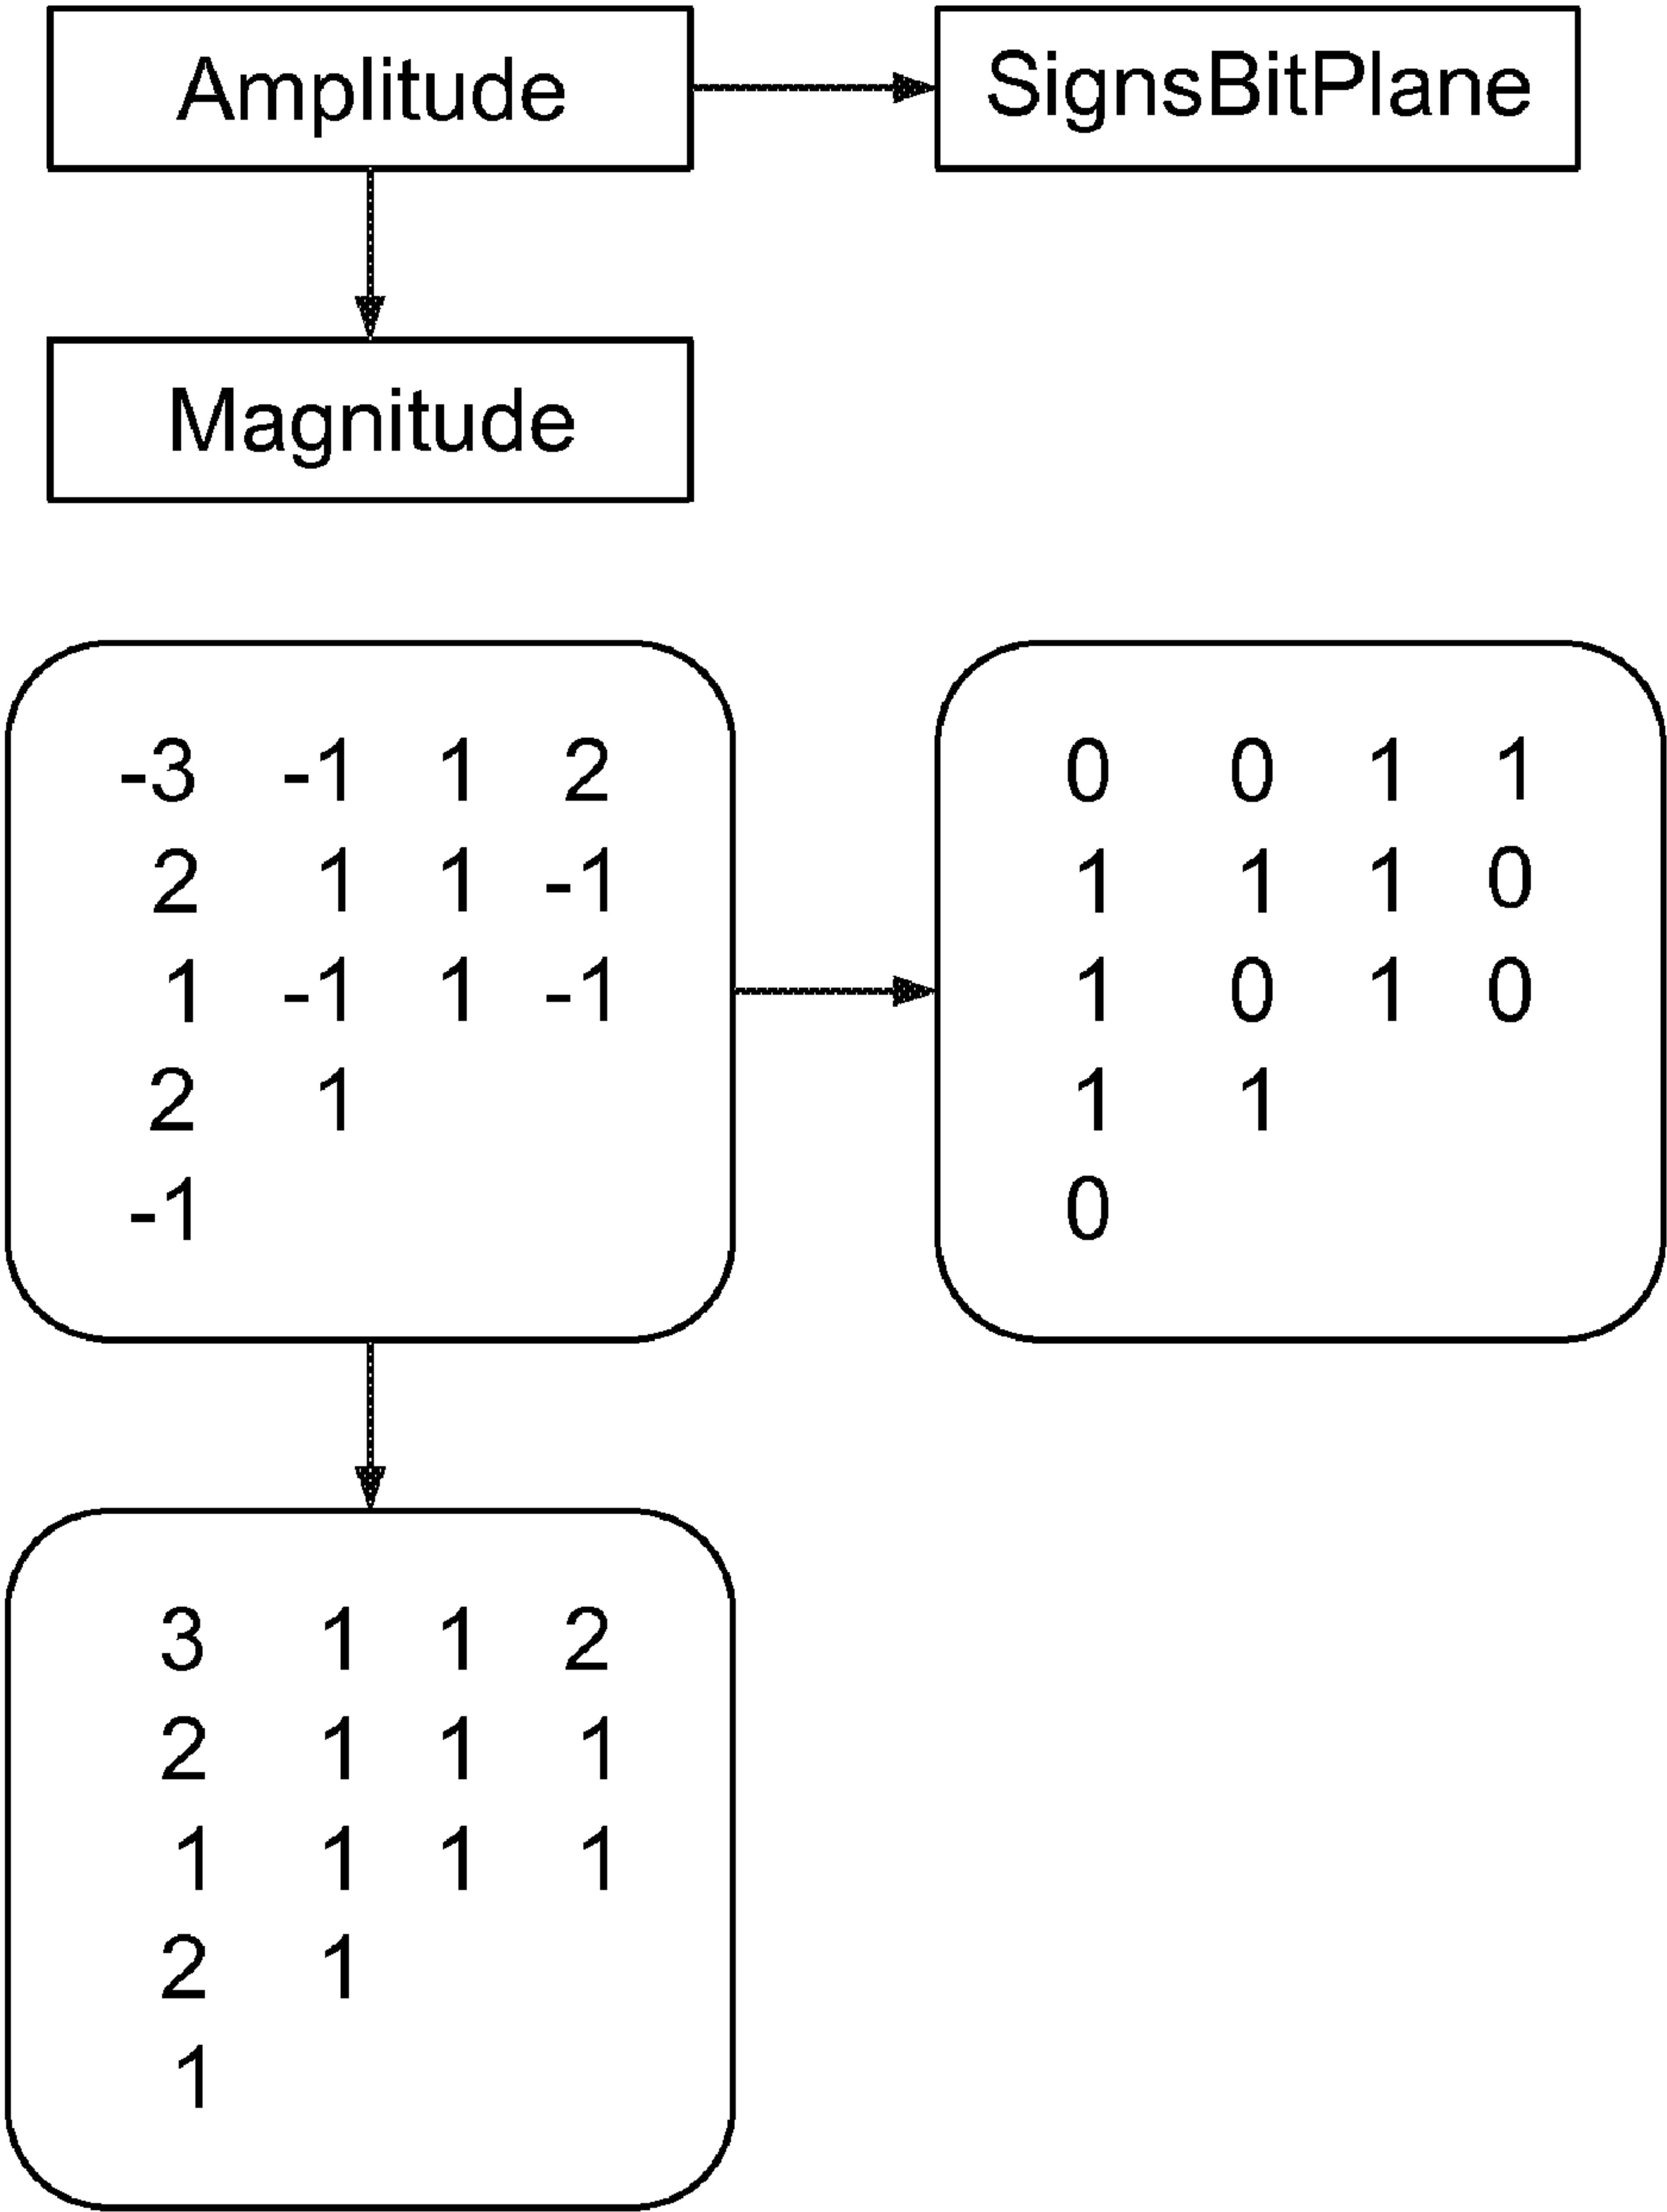 Amplitude
SignsBitPlane
Magnitude
-3 -1 1 2
2 1 1 -1
1 -1 1 -1
2 1
-1
0 0 1 1
1 1 1 0
1 0 1 0
1 1
0
3 1 1 2
2 1 1 1
1 1 1 1
2 1
1